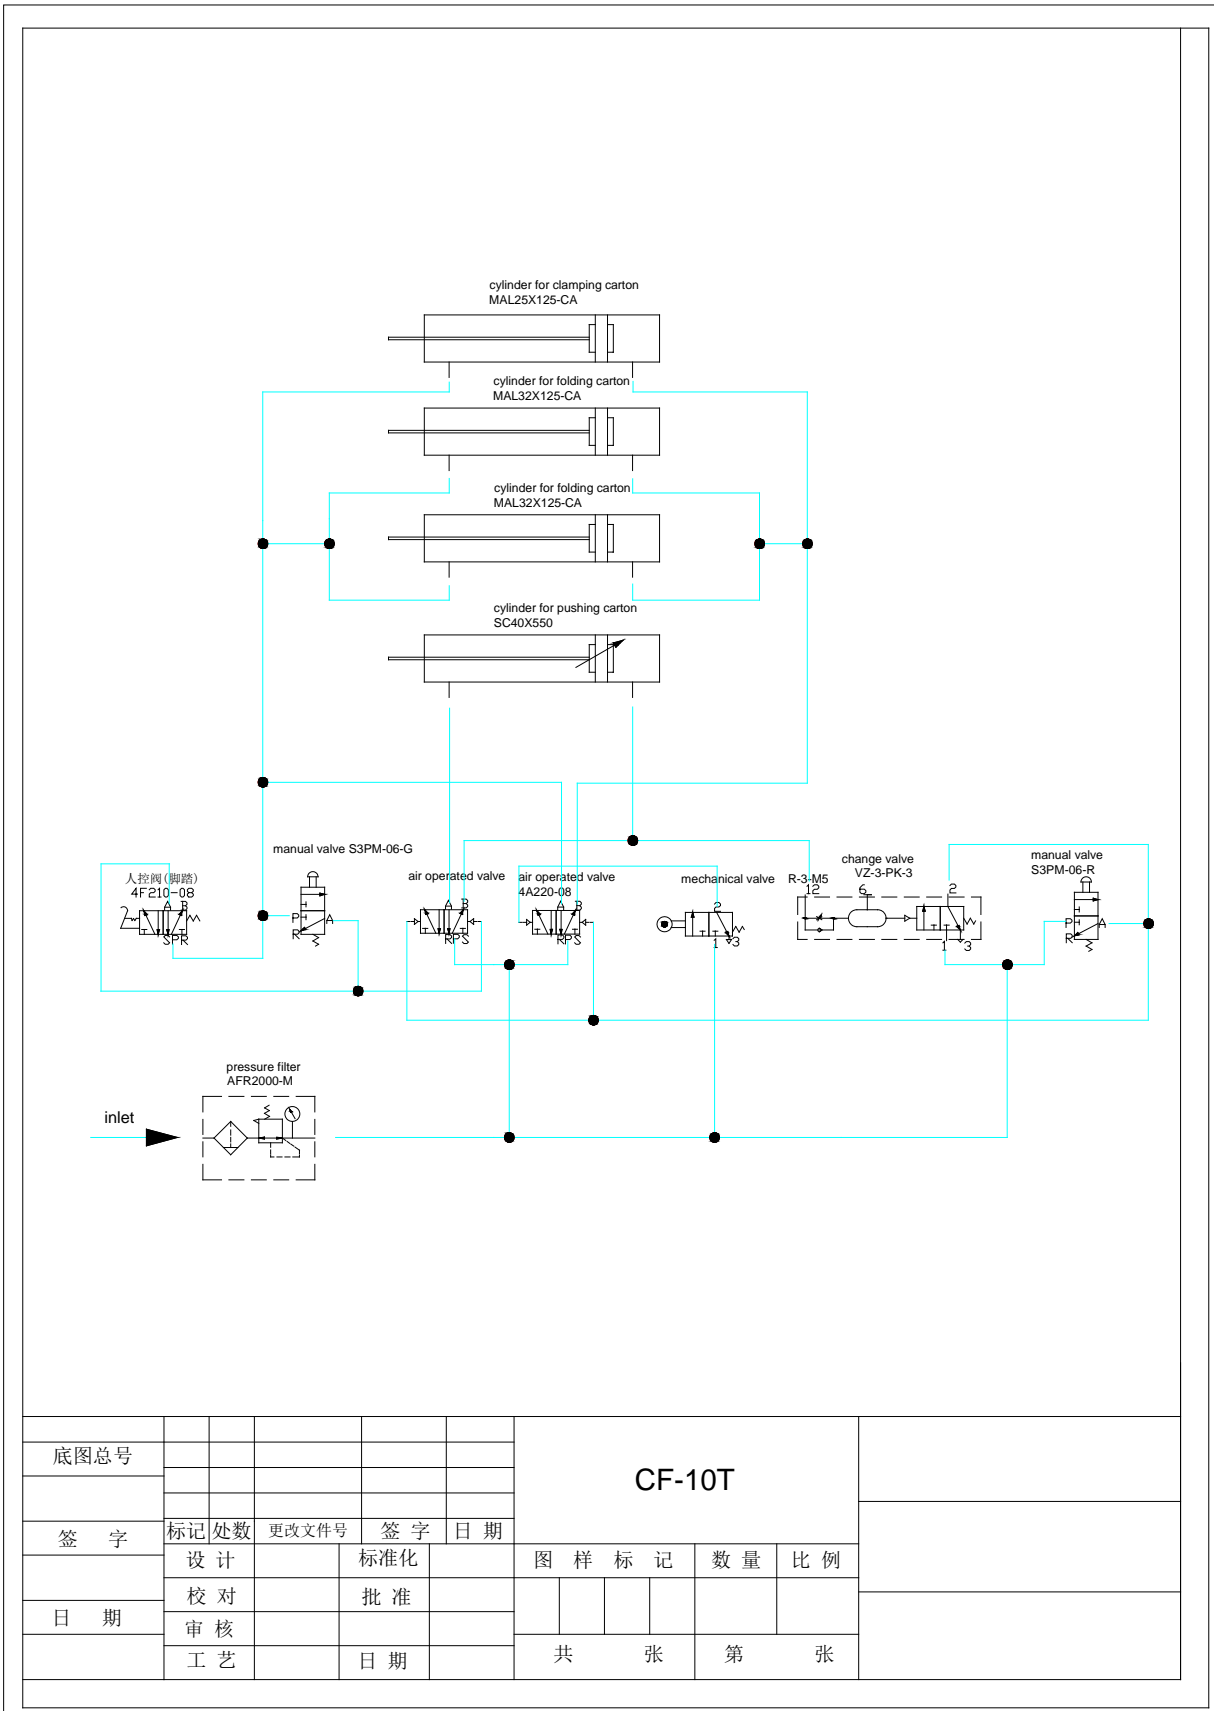 cylinder for clamping carton
MAL25X125-CA
cylinder for folding carton
MAL32X125-CA
cylinder for folding carton
MAL32X125-CA
cylinder for pushing carton
SC40X550
人控阀(脚踏)
4F210-08
A B
S P R
manual valve S3PM-06-G
P A
R
air operated valve
A B
R P S
air operated valve
4A220-08
A B
R P S
mechanical valve
2
1 3
R-3-M5
change valve
VZ-3-PK-3
12 6 2
1 3
manual valve
S3PM-06-R
P A
R
pressure filter
AFR2000-M
inlet
底图总号
签 字
日 期
标记 处数 更改文件号 签 字 日 期
设 计 标准化
校 对 批 准
审 核
工 艺 日 期
CF-10T
图 样 标 记 数 量 比 例
共 张 第 张